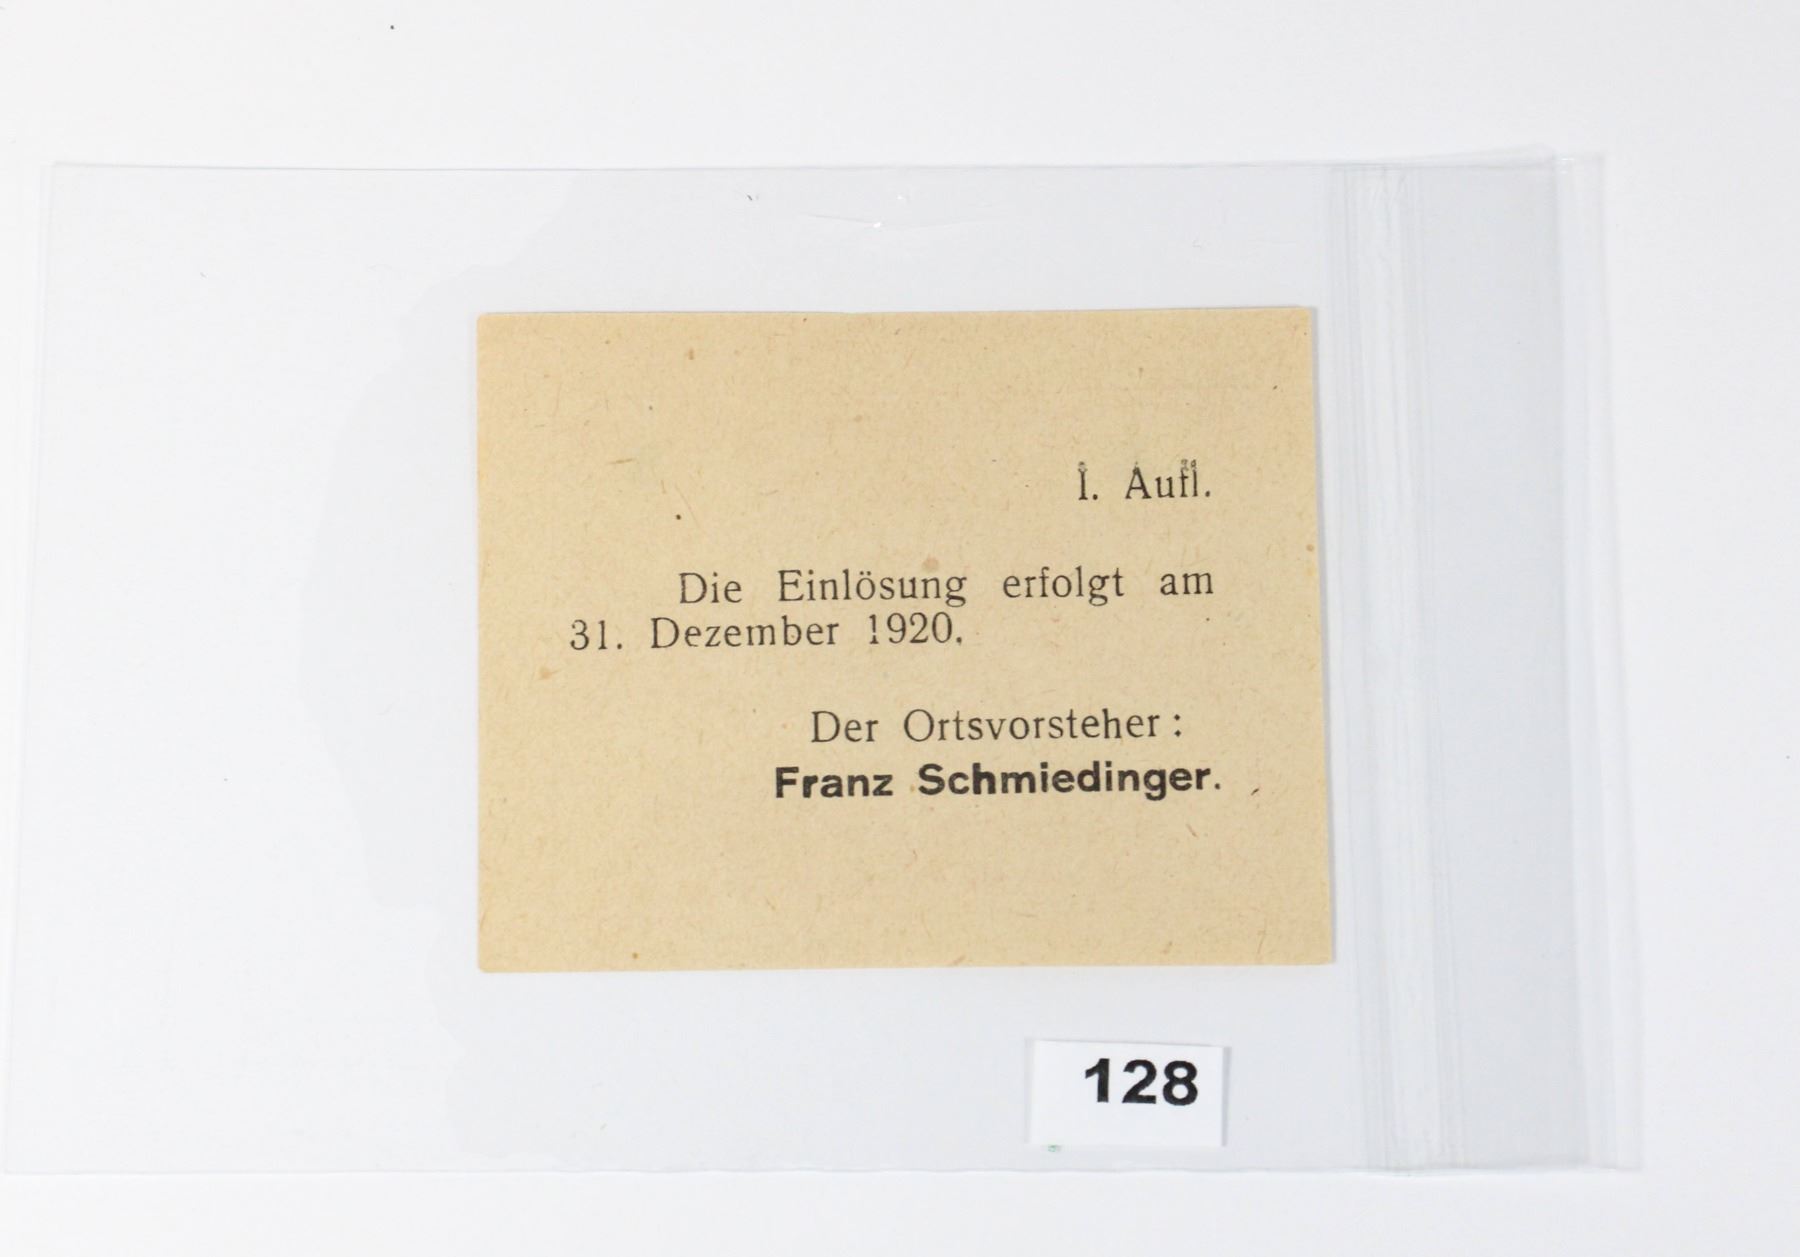 I. Aufl.
Die Einlösung erfolgt am
31. Dezember 1920.
Der Ortsvorsteher:
Franz Schmiedinger.
128